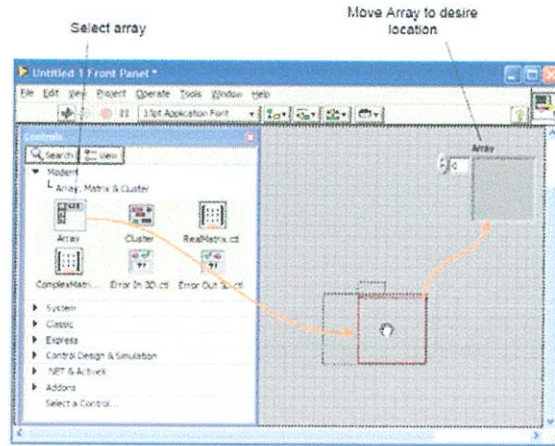 Select array
Move Array to desire
location
Untitled 1 Front Panel *
File Edit View Project Operate Tools Window Help
13pt Application Font
Controls
Search View
Modern
Array, Matrix & Cluster
Array Cluster RealMatrix.ctl
ComplexMatri... Error In 3D.ctl Error Out 3D.ctl
System
Classic
Express
Control Design & Simulation
.NET & ActiveX
Addons
Select a Control...
Array
0